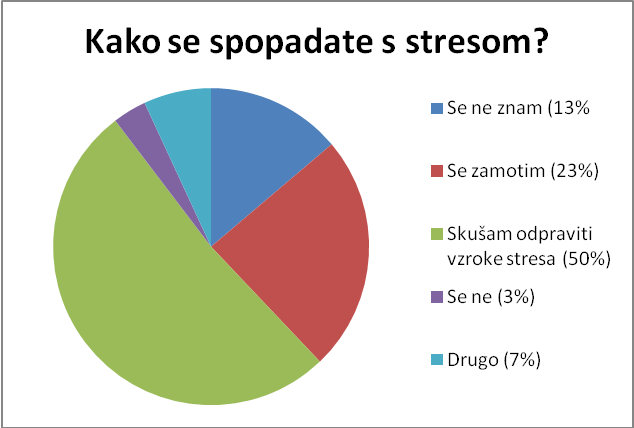 Kako se spopadate s stresom?
Se ne znam (13%
Se zamotim (23%)
Skušam odpraviti
vzroke stresa (50%)
Se ne (3%)
Drugo (7%)